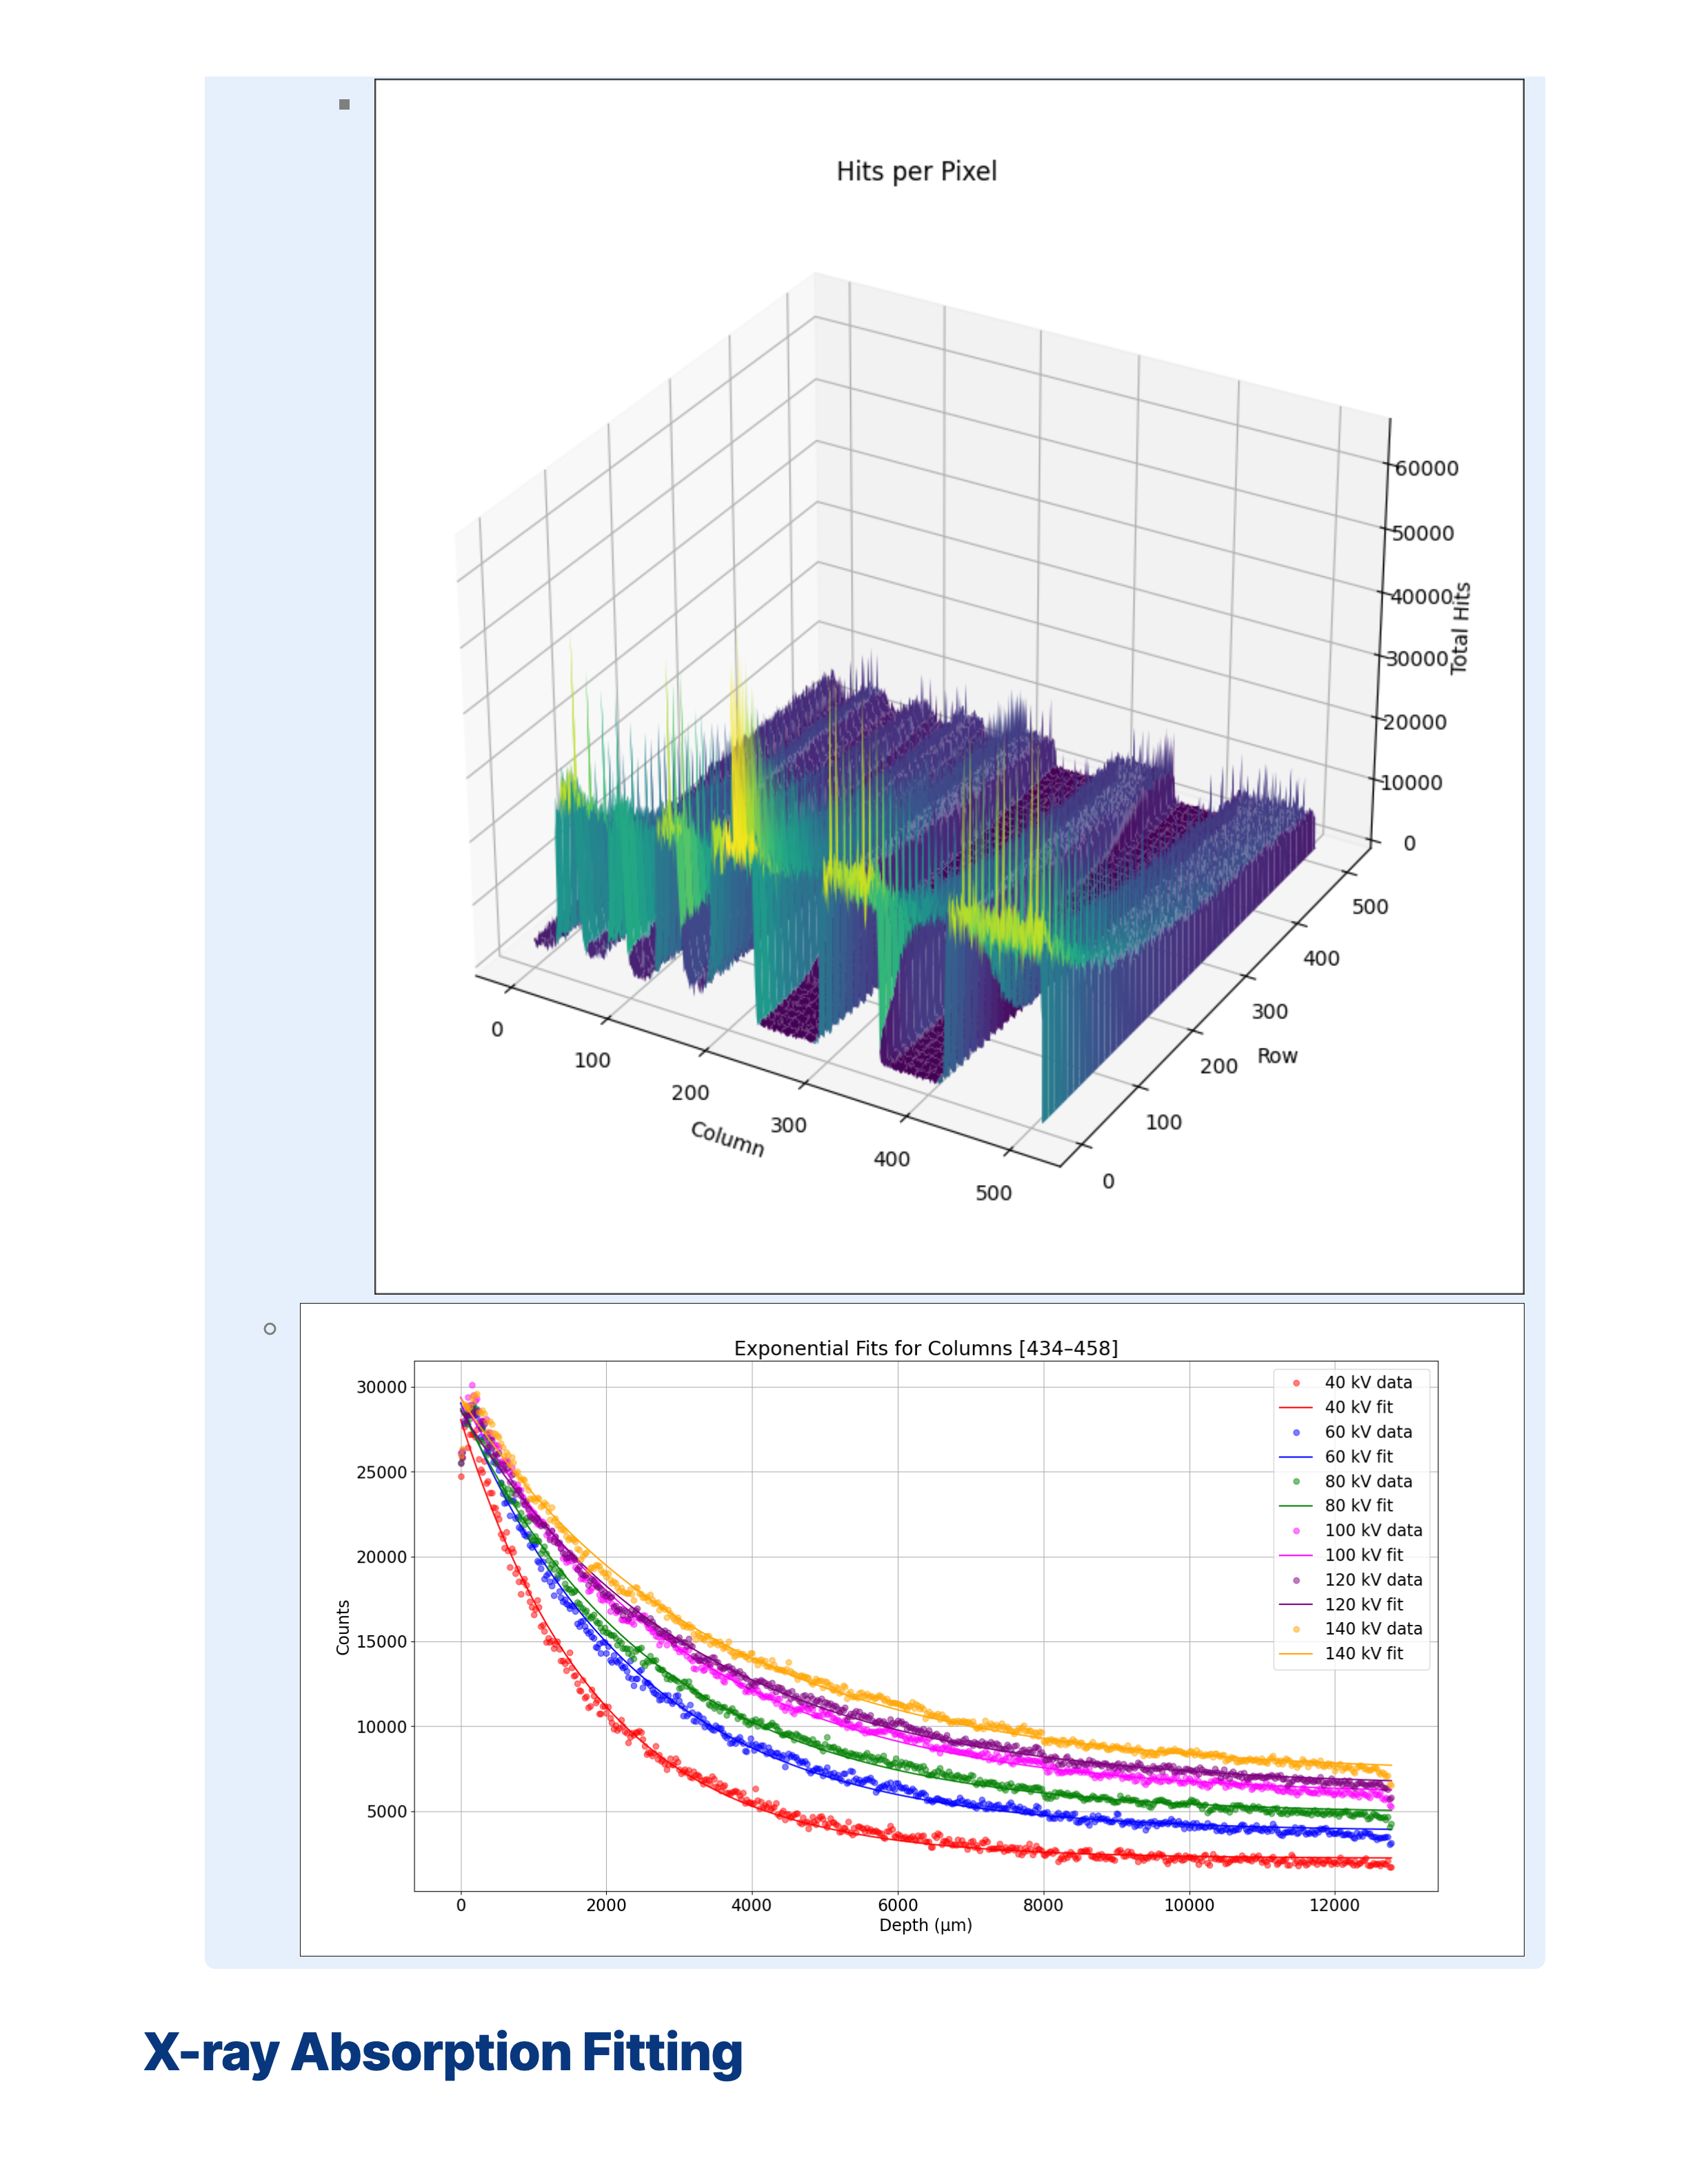 Hits per Pixel
60000
50000
40000
30000
20000
10000
0
Total Hits
500
400
300
200
100
0
Row
0
100
200
300
400
500
Column
Exponential Fits for Columns [434–458]
30000
25000
20000
15000
10000
5000
Counts
0 2000 4000 6000 8000 10000 12000
Depth (μm)
40 kV data
40 kV fit
60 kV data
60 kV fit
80 kV data
80 kV fit
100 kV data
100 kV fit
120 kV data
120 kV fit
140 kV data
140 kV fit
X-ray Absorption Fitting